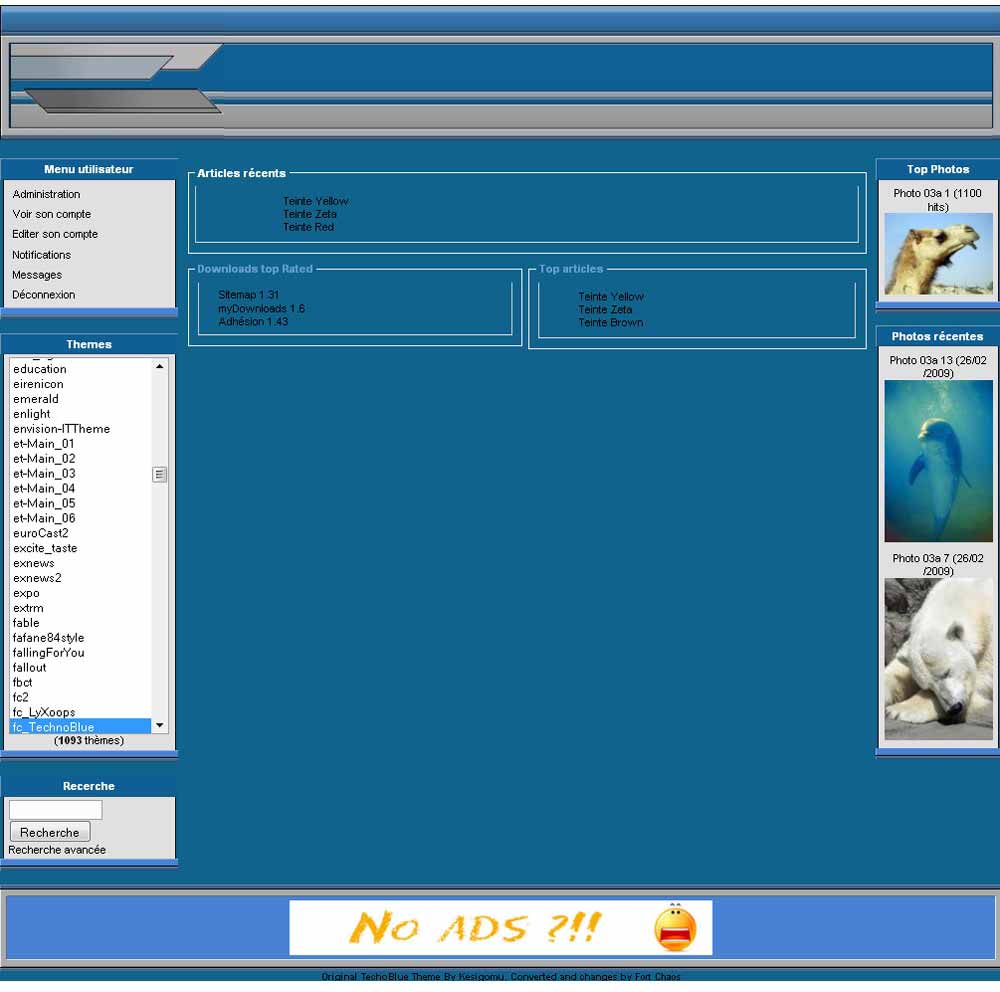 Menu utilisateur
Administration
Voir son compte
Editer son compte
Notifications
Messages
Déconnexion
Themes
education
eirenicon
emerald
enlight
envision-ITTheme
et-Main_01
et-Main_02
et-Main_03
et-Main_04
et-Main_05
et-Main_06
euroCast2
excite_taste
exnews
exnews2
expo
extrm
fable
fafane84style
fallingForYou
fallout
fbct
fc2
fc_LyXoops
fc_TechnoBlue
(1093 thèmes)
Recerche
Recherche
Recherche avancée
Articles récents
Teinte Yellow
Teinte Zeta
Teinte Red
Downloads top Rated
Sitemap 1.31
myDownloads 1.6
Adhésion 1.43
Top articles
Teinte Yellow
Teinte Zeta
Teinte Brown
Top Photos
Photo 03a 1 (1100
hits)
Photos récentes
Photo 03a 13 (26/02
/2009)
Photo 03a 7 (26/02
/2009)
No ADS ?!!
Original TechoBlue Theme By Késigomu, Converted and changes by Fort Chaos